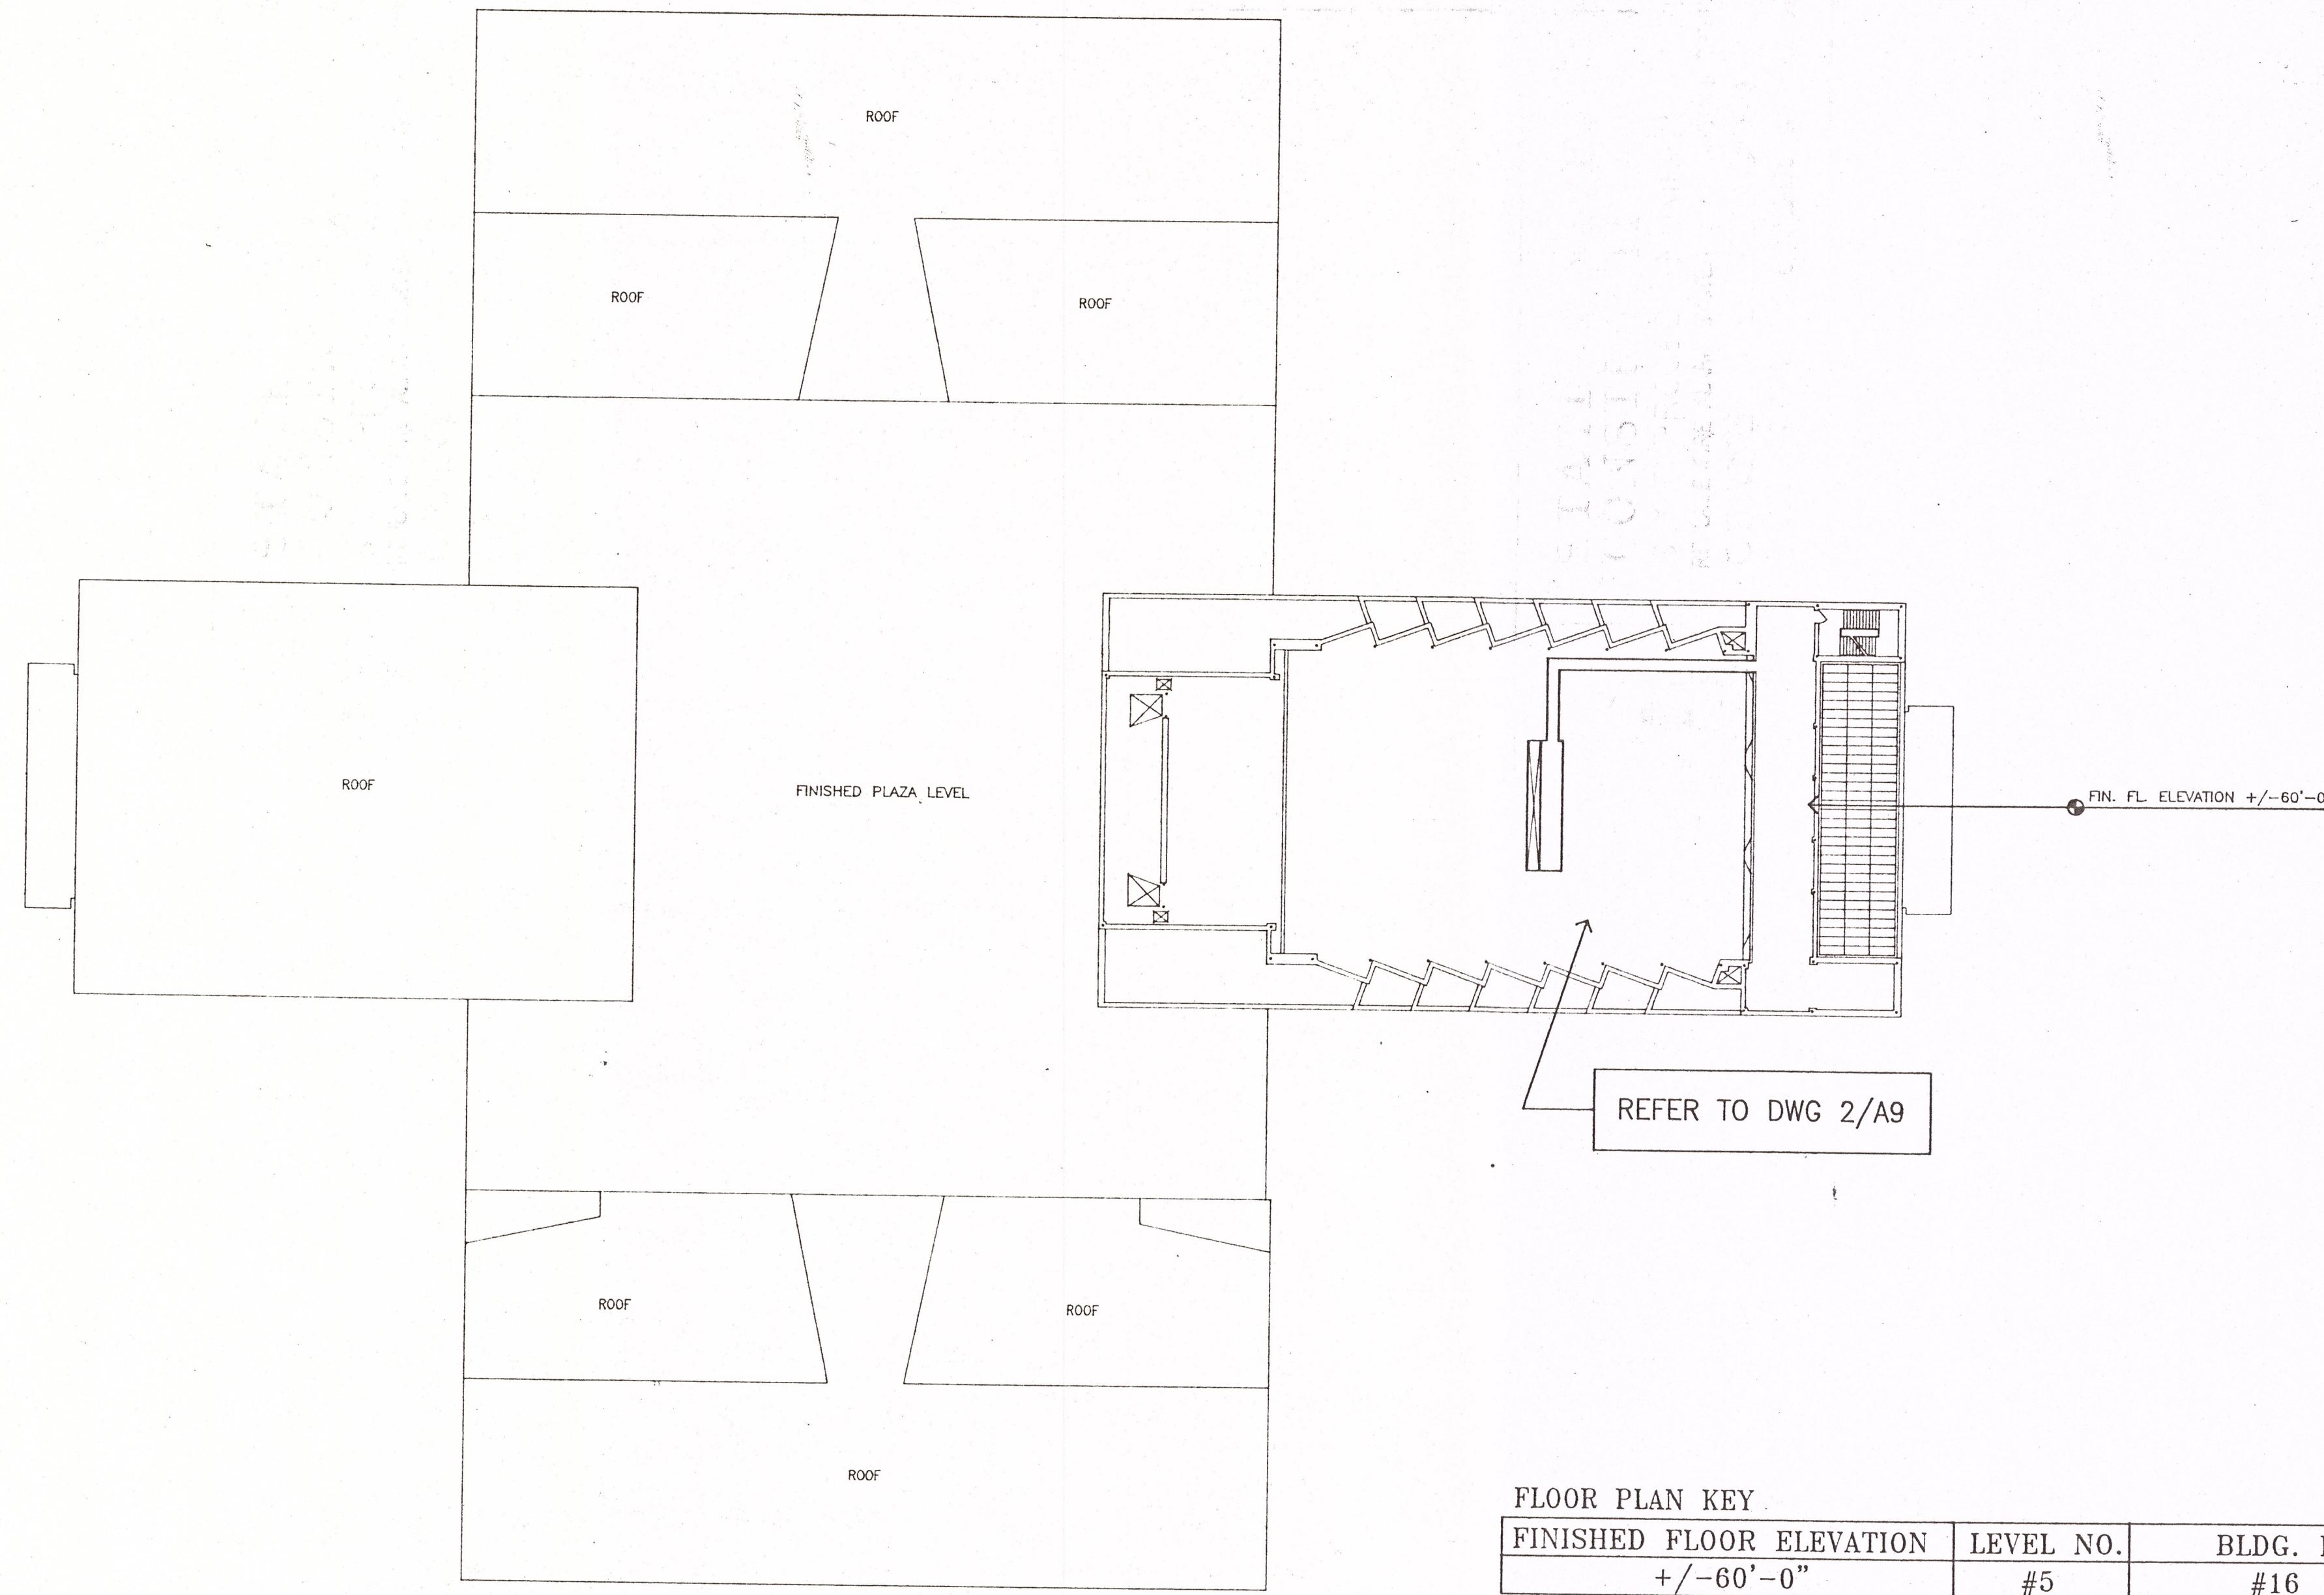 ROOF
ROOF
ROOF
ROOF
FINISHED PLAZA LEVEL
FIN. FL. ELEVATION +/-60'-0
REFER TO DWG 2/A9
ROOF
ROOF
ROOF
FLOOR PLAN KEY
FINISHED FLOOR ELEVATION LEVEL NO. BLDG.
+/-60'-0" #5 #16